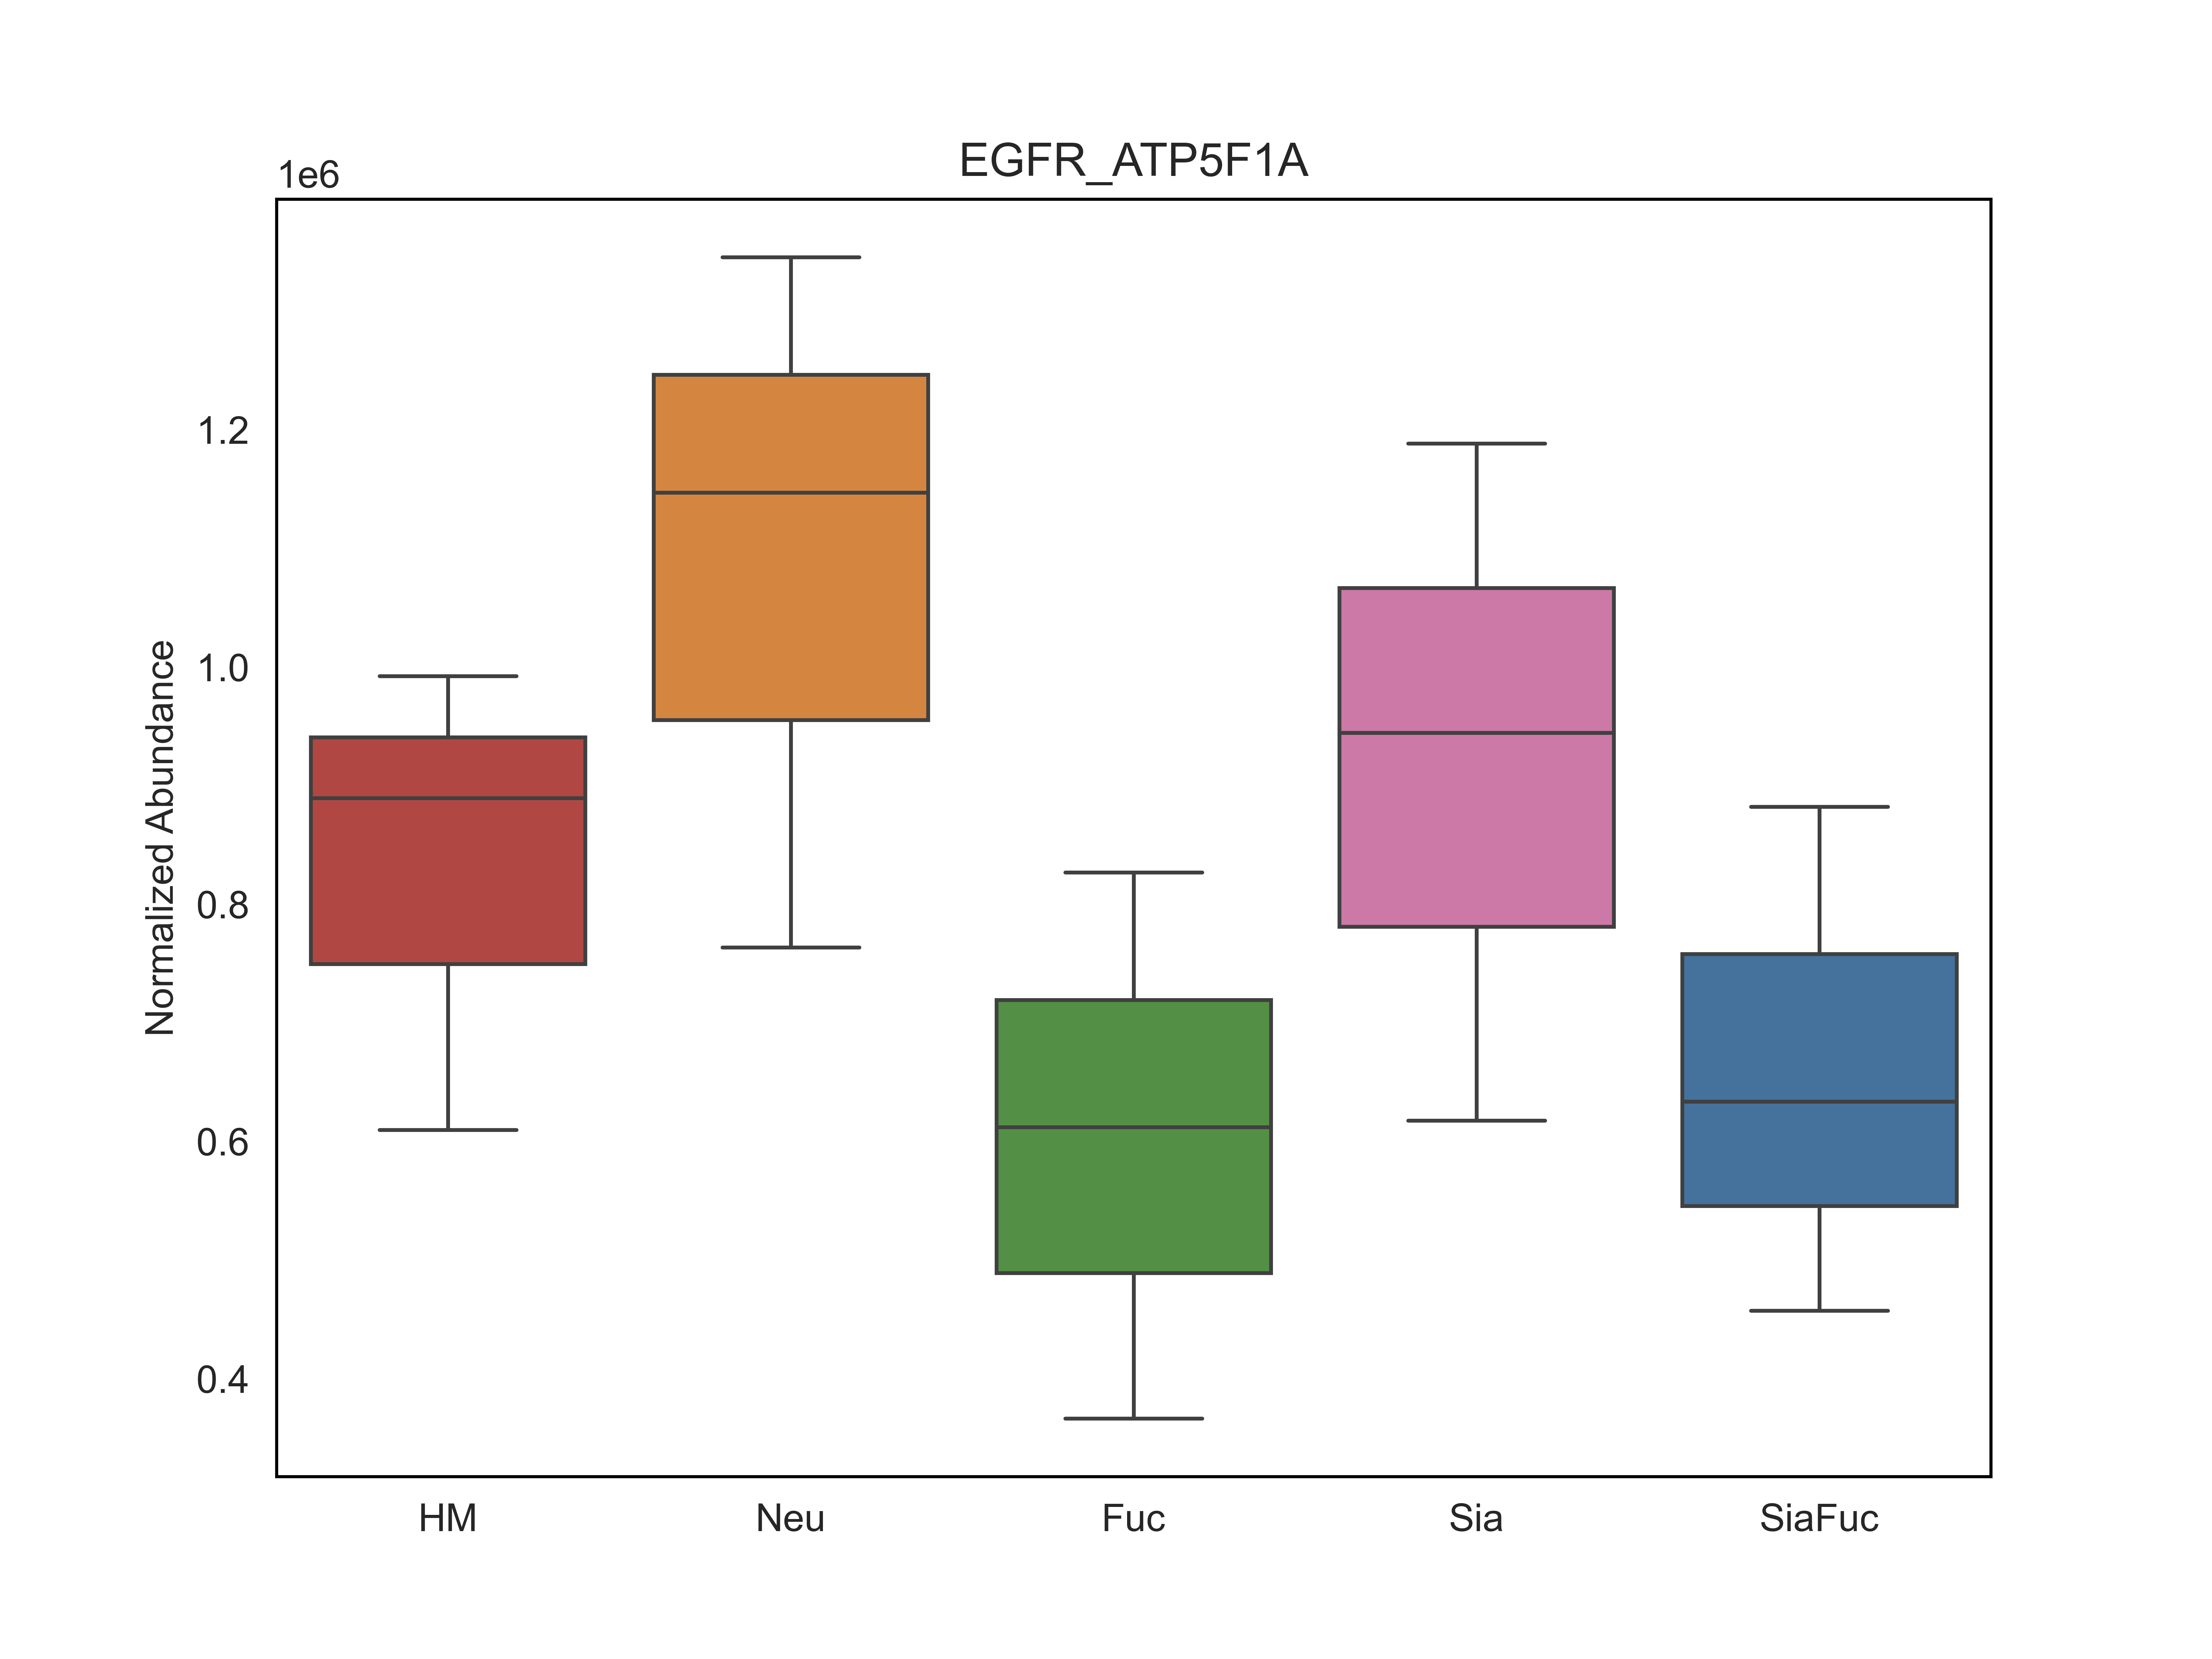 EGFR_ATP5F1A
1e6
1.2
1.0
0.8
0.6
0.4
Normalized Abundance
HM
Neu
Fuc
Sia
SiaFuc